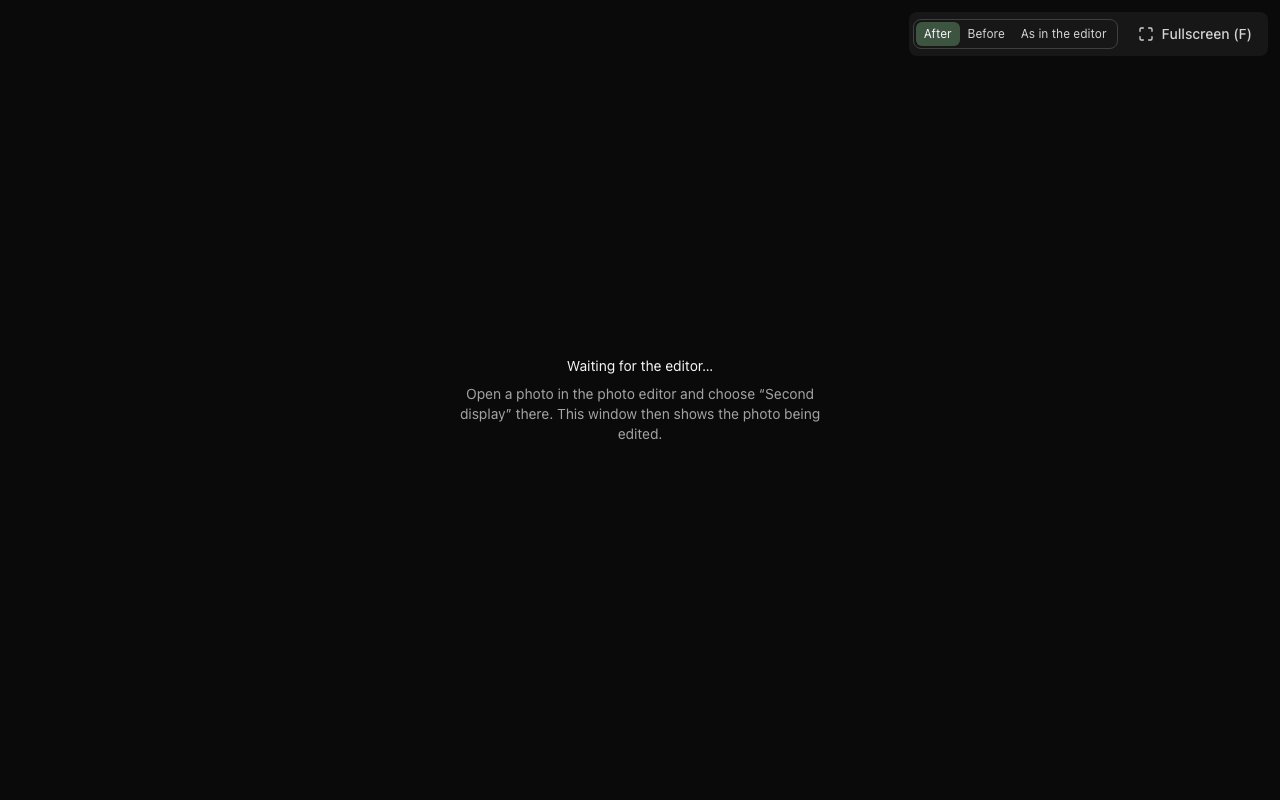 After Before As in the editor Fullscreen (F)
Waiting for the editor…
Open a photo in the photo editor and choose “Second
display” there. This window then shows the photo being
edited.